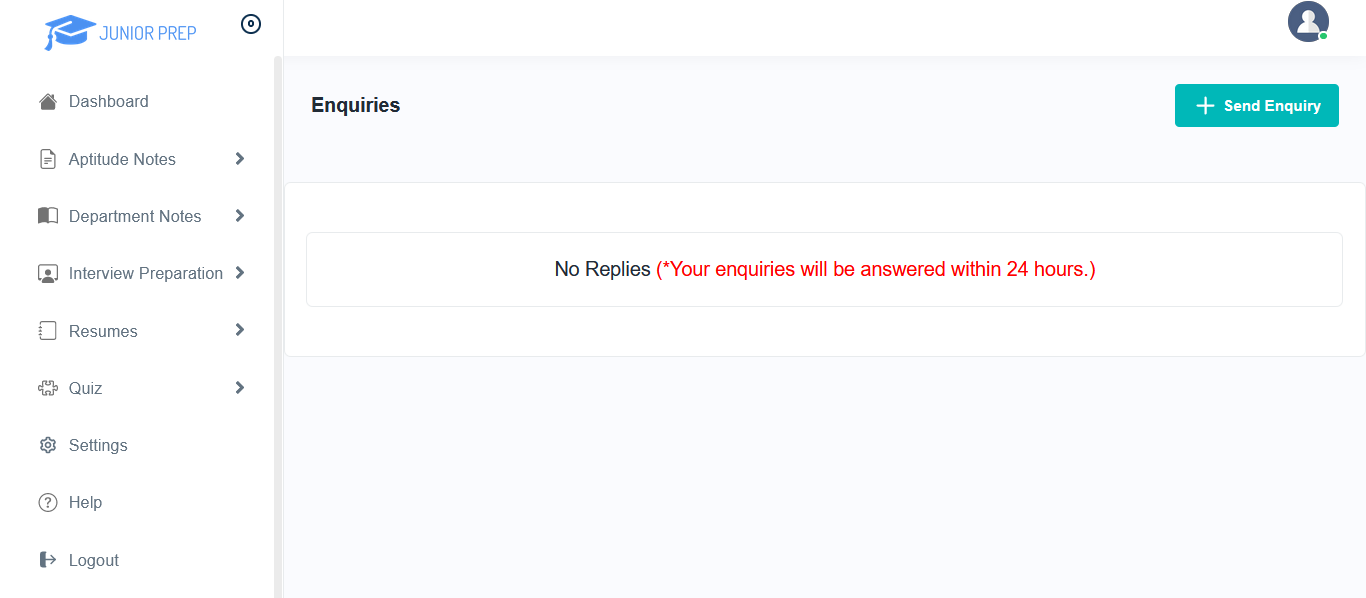 JUNIOR PREP
Dashboard
Aptitude Notes
Department Notes
Interview Preparation
Resumes
Quiz
Settings
Help
Logout
Enquiries
Send Enquiry
No Replies (*Your enquiries will be answered within 24 hours.)